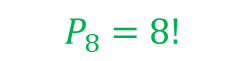 P₈ = 8!